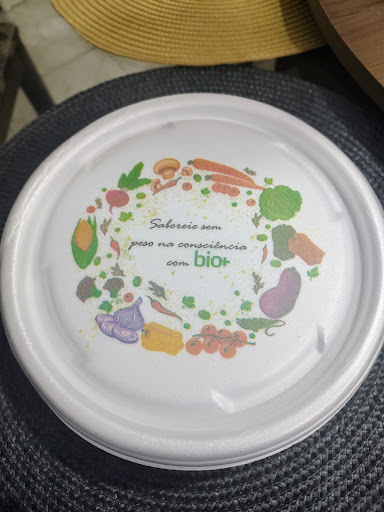 Saboreie sem
peso na consciência
com bio+